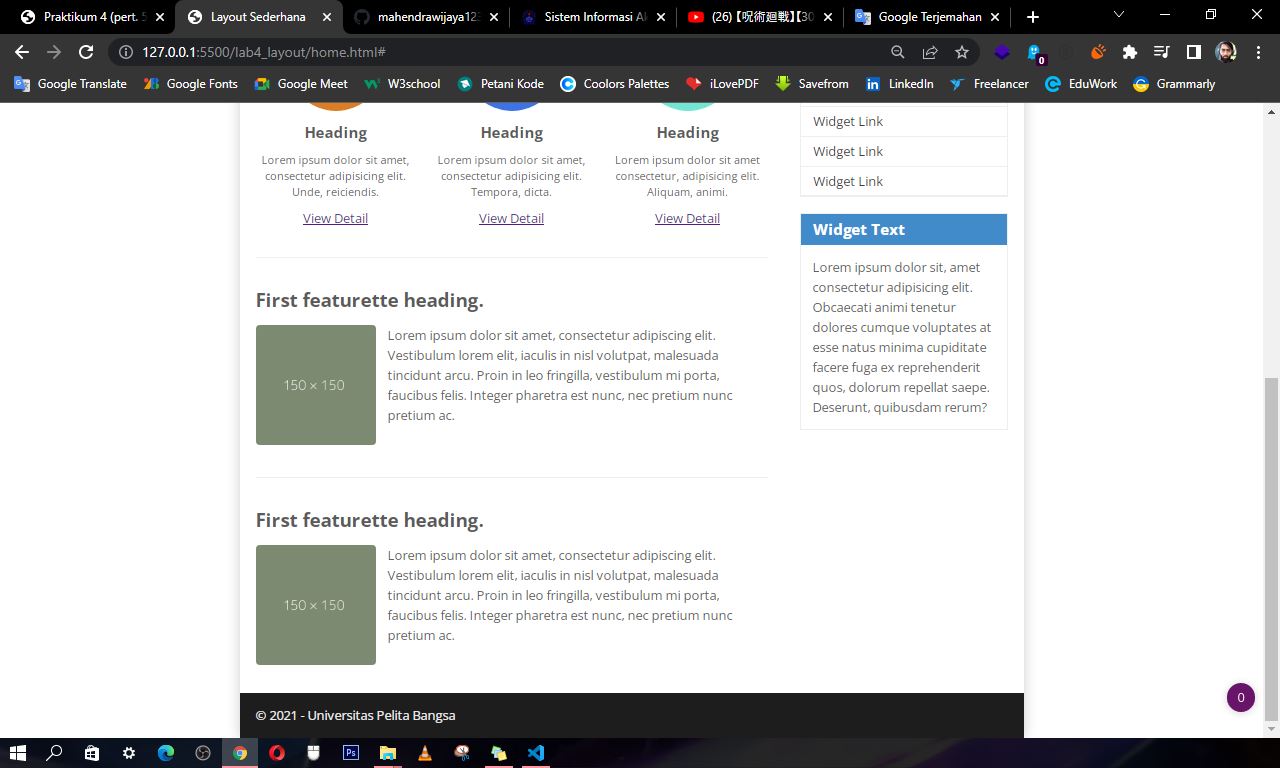 Praktikum 4 (pert. 5
Layout Sederhana
mahendrawijaya123
Sistem Informasi Ak
(26) 【呪術廻戦】【30
Google Terjemahan
127.0.0.1:5500/lab4_layout/home.html#
0
Google Translate
Google Fonts
Google Meet
W3school
Petani Kode
Coolors Palettes
iLovePDF
Savefrom
LinkedIn
Freelancer
EduWork
Grammarly
Heading
Lorem ipsum dolor sit amet,
consectetur adipisicing elit.
Unde, reiciendis.
View Detail
Heading
Lorem ipsum dolor sit amet,
consectetur adipisicing elit.
Tempora, dicta.
View Detail
Heading
Lorem ipsum dolor sit amet
consectetur, adipisicing elit.
Aliquam, animi.
View Detail
First featurette heading.
150 × 150
Lorem ipsum dolor sit amet, consectetur adipiscing elit.
Vestibulum lorem elit, iaculis in nisl volutpat, malesuada
tincidunt arcu. Proin in leo fringilla, vestibulum mi porta,
faucibus felis. Integer pharetra est nunc, nec pretium nunc
pretium ac.
First featurette heading.
150 × 150
Lorem ipsum dolor sit amet, consectetur adipiscing elit.
Vestibulum lorem elit, iaculis in nisl volutpat, malesuada
tincidunt arcu. Proin in leo fringilla, vestibulum mi porta,
faucibus felis. Integer pharetra est nunc, nec pretium nunc
pretium ac.
Widget Link
Widget Link
Widget Link
Widget Text
Lorem ipsum dolor sit, amet
consectetur adipisicing elit.
Obcaecati animi tenetur
dolores cumque voluptates at
esse natus minima cupiditate
facere fuga ex reprehenderit
quos, dolorum repellat saepe.
Deserunt, quibusdam rerum?
0
© 2021 - Universitas Pelita Bangsa
Ps